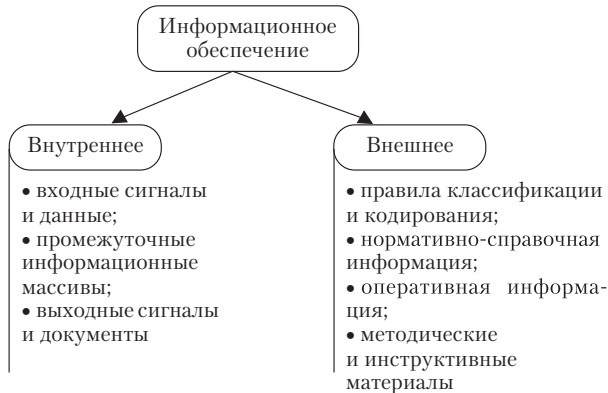 Информационное
обеспечение
Внутреннее
• входные сигналы
и данные;
• промежуточные
информационные
массивы;
• выходные сигналы
и документы
Внешнее
• правила классификации
и кодирования;
• нормативно-справочная
информация;
• оперативная информа-
ция;
• методические
и инструктивные
материалы